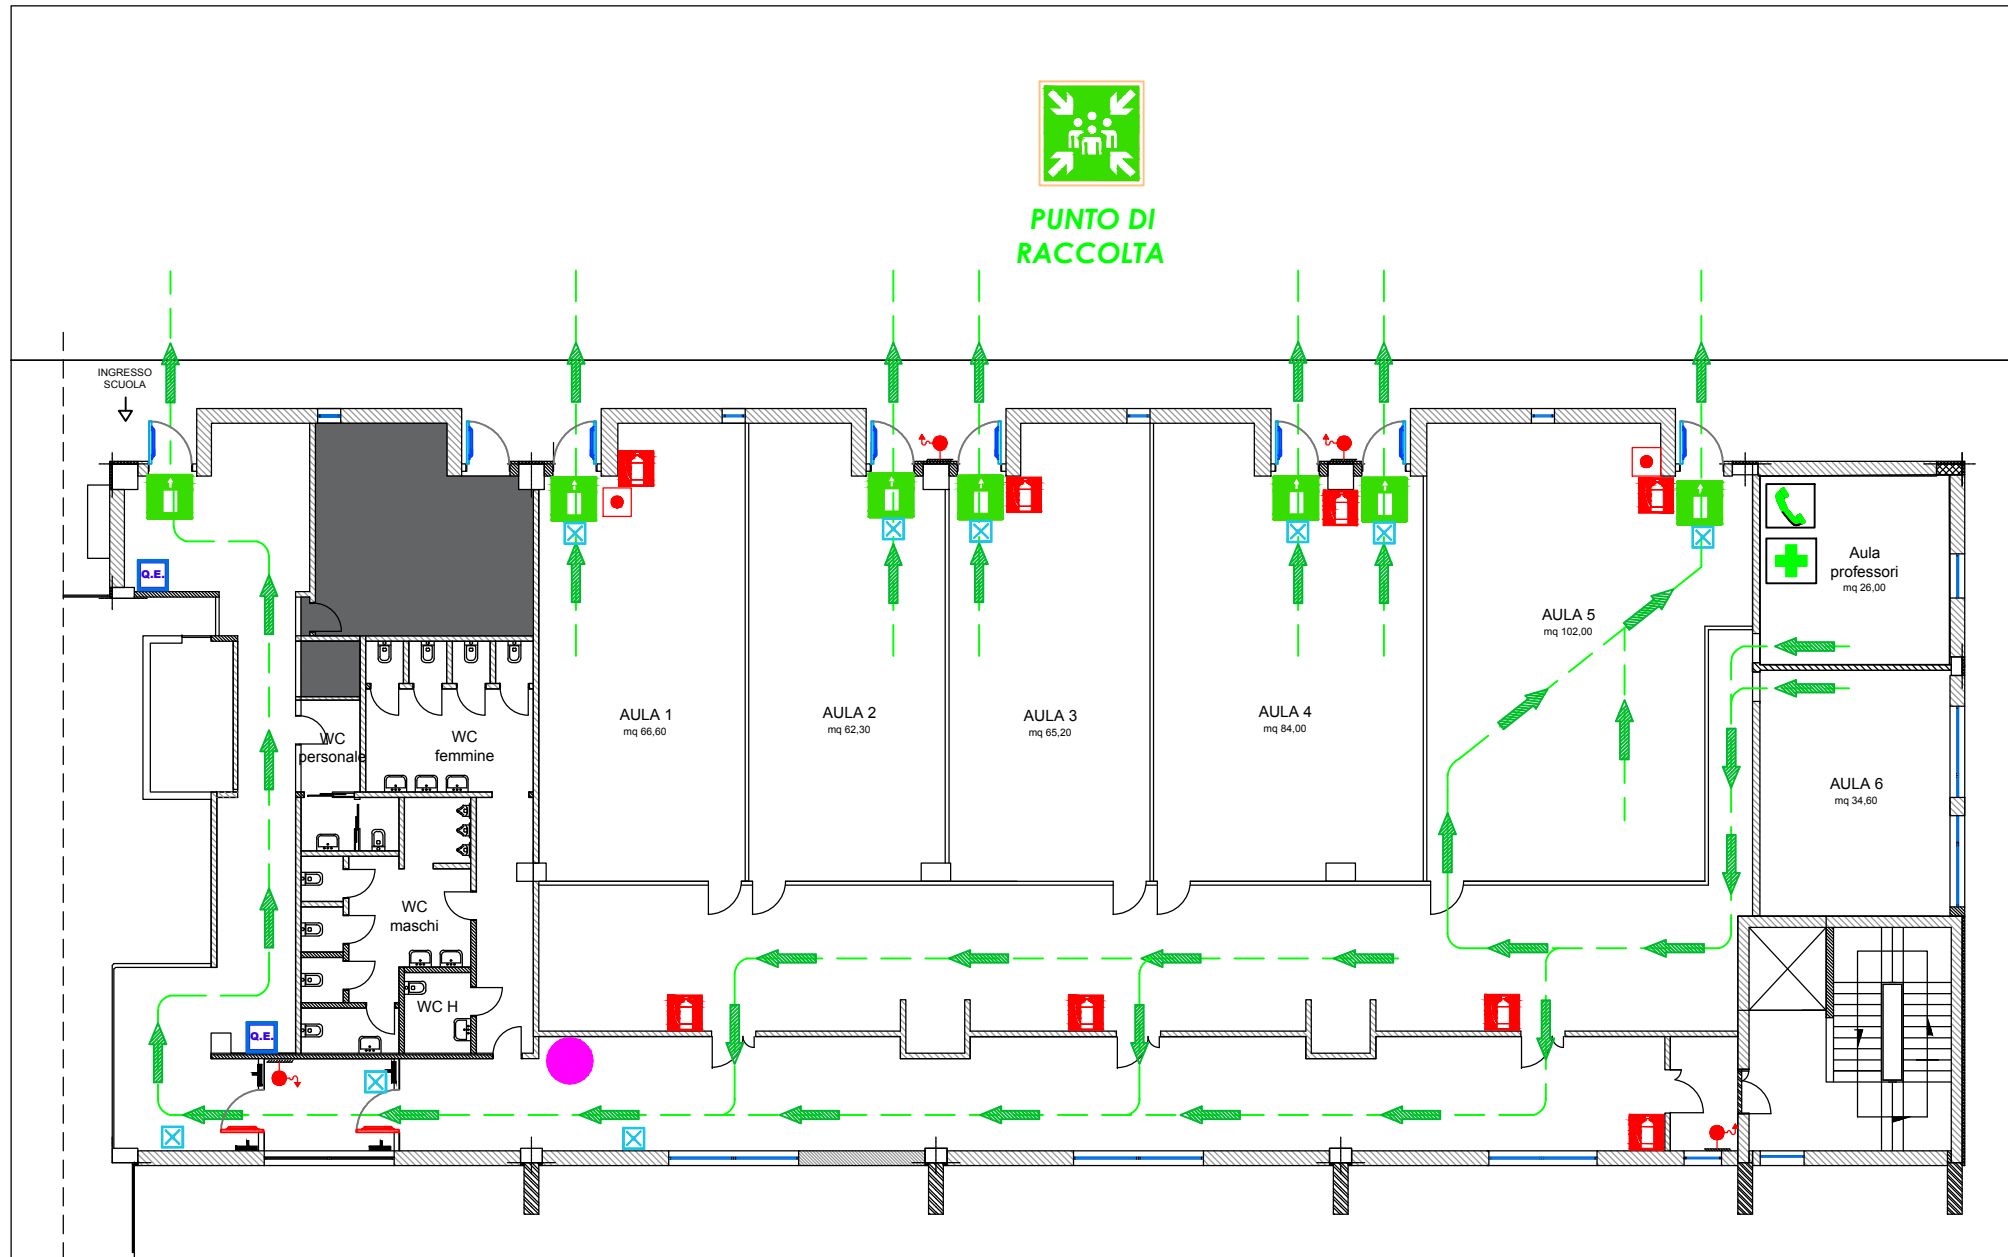 PUNTO DI
RACCOLTA
INGRESSO
SCUOLA
Q.E.
Aula
professori
mq 26,00
AULA 5
mq 102,00
AULA 1
mq 66,60
AULA 2
mq 62,30
AULA 3
mq 65,20
AULA 4
mq 84,00
WC
personale
WC
femmine
AULA 6
mq 34,60
WC
maschi
WC H
Q.E.